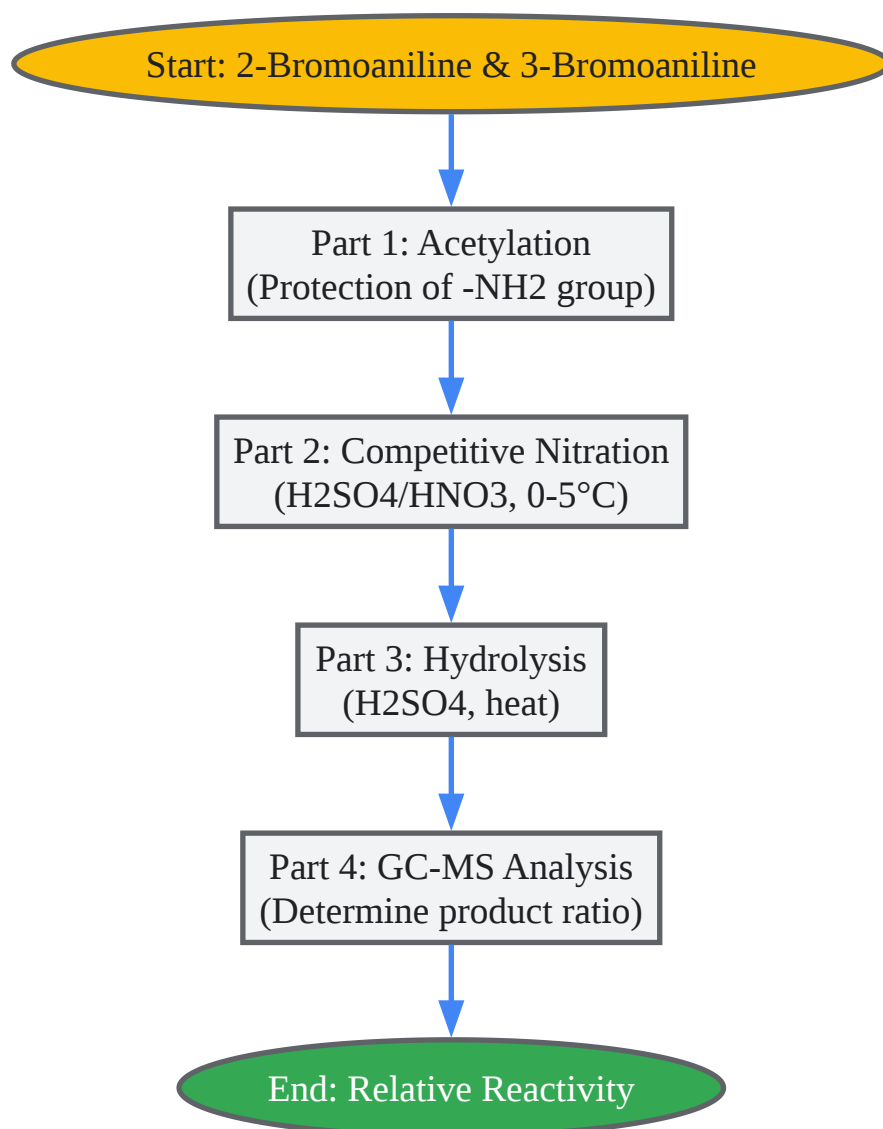 Start: 2-Bromoaniline & 3-Bromoaniline
Part 1: Acetylation
(Protection of -NH2 group)
Part 2: Competitive Nitration
(H2SO4/HNO3, 0-5°C)
Part 3: Hydrolysis
(H2SO4, heat)
Part 4: GC-MS Analysis
(Determine product ratio)
End: Relative Reactivity